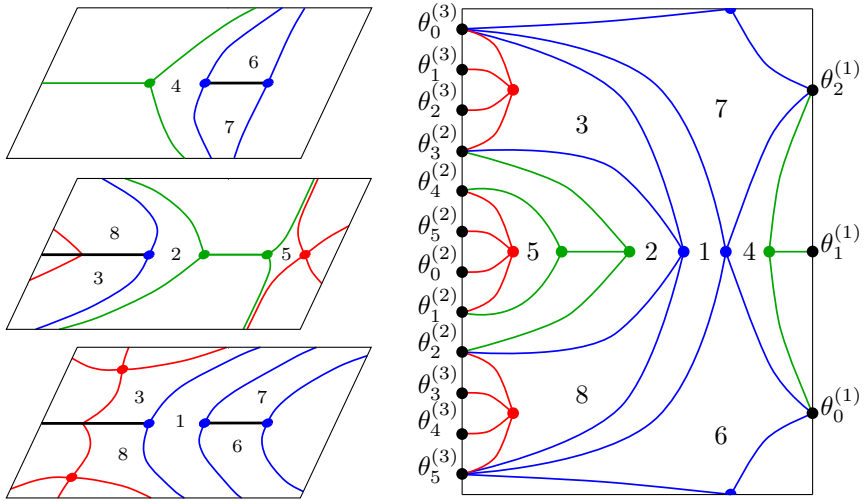 4 6
7
8
2 5
3
3 7
1
8 6
θ_0^{(3)}
θ_1^{(3)}
θ_2^{(3)}
θ_3^{(2)}
θ_4^{(2)}
θ_5^{(2)}
θ_0^{(2)}
θ_1^{(2)}
θ_2^{(2)}
θ_3^{(3)}
θ_4^{(3)}
θ_5^{(3)}
3 7
5 2 1 4
8
6
θ_2^{(1)}
θ_1^{(1)}
θ_0^{(1)}